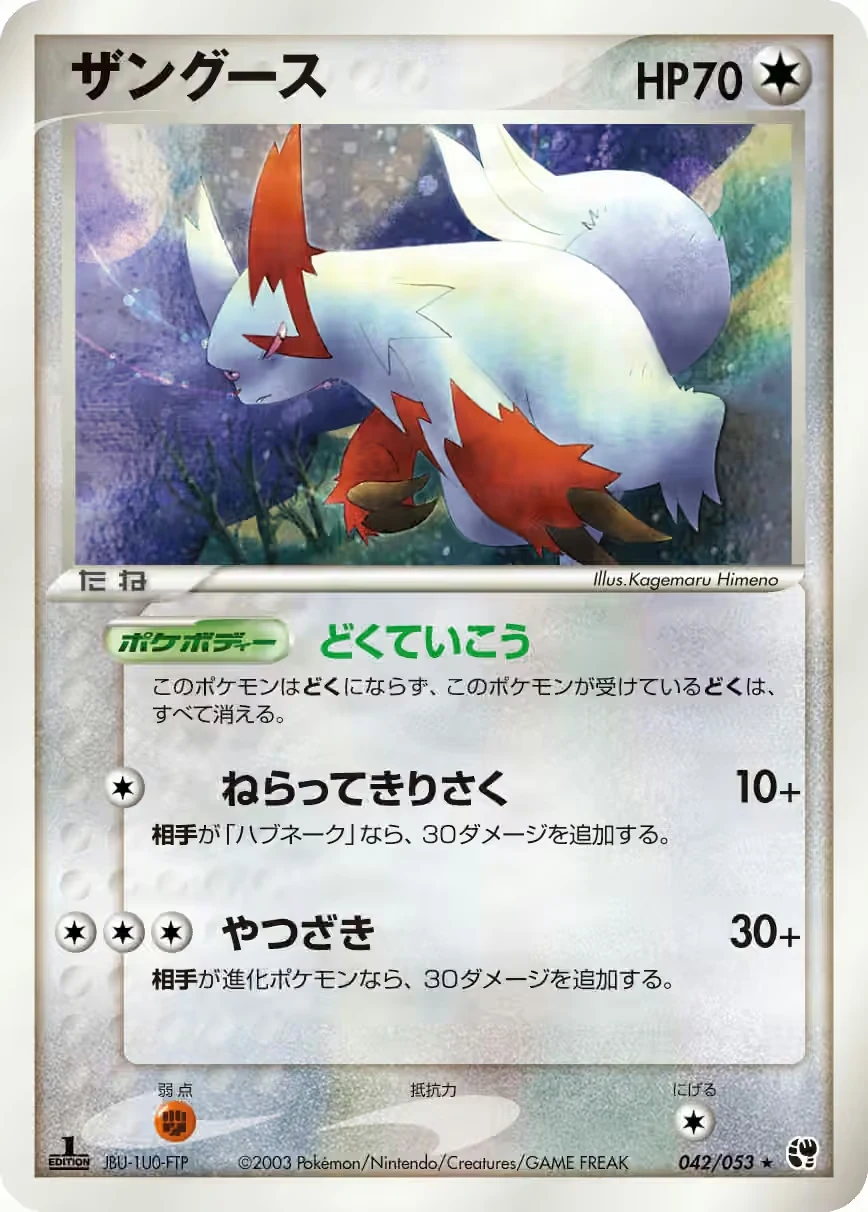 ザングース
HP70
Illus.Kagemaru Himeno
たね
ポケボディー どくていこう
このポケモンはどくにならず、このポケモンが受けているどくは、
すべて消える。
ねらってきりさく 10+
相手が「ハブネーク」なら、30ダメージを追加する。
やつざき 30+
相手が進化ポケモンなら、30ダメージを追加する。
弱点 抵抗力 にげる
1 EDITION JBU-1U0-FTP ©2003 Pokémon/Nintendo/Creatures/GAME FREAK 042/053 ★